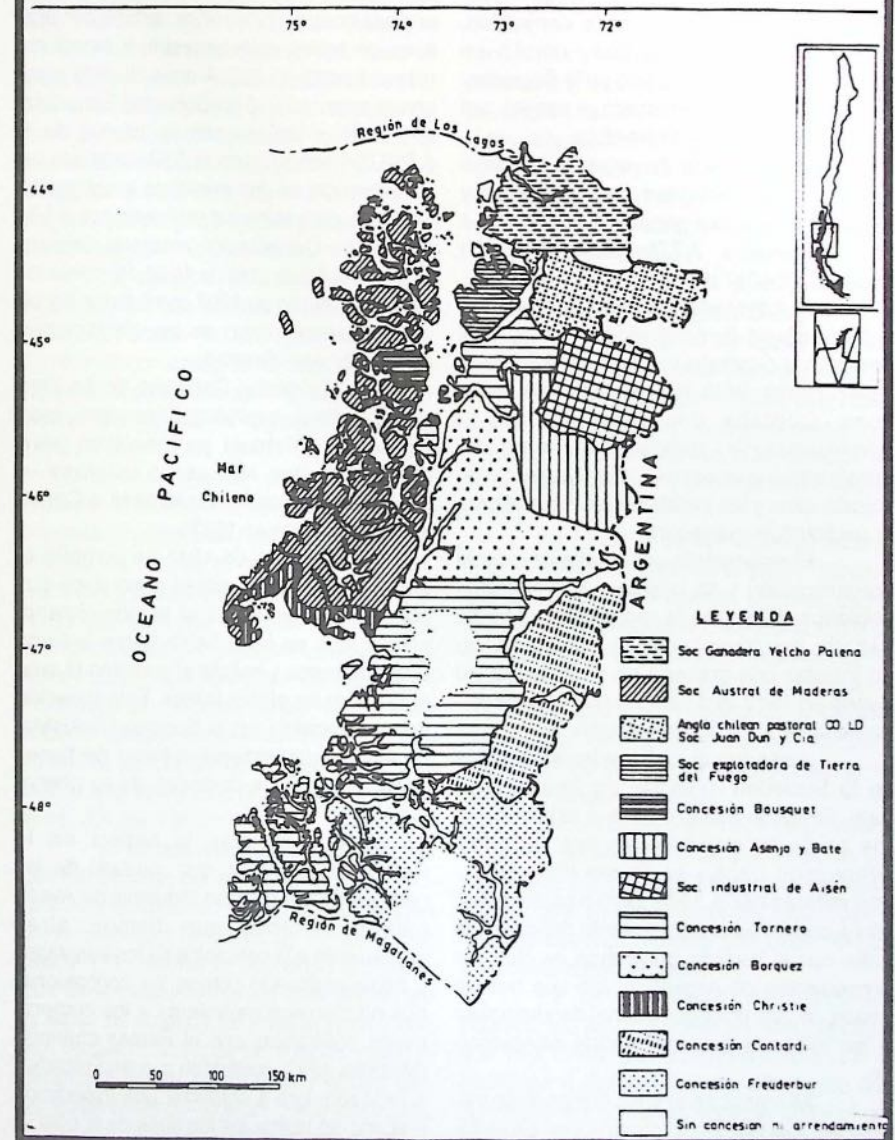 75° 74° 73° 72°
Región de Los Lagos
44°
45°
OCEANO PACIFICO
Mar
Chileno
46°
ARGENTINA
47°
48°
Región de Magallanes
0 50 100 150 km
LEYENDA
Soc Ganadera Yelcho Palena
Soc Austral de Maderas
Anglo chilean pastoral CO LD
Soc Juan Dun y Cia
Soc explotadora de Tierra
del Fuego
Concesión Bousquet
Concesión Asenjo y Bate
Soc industrial de Aisén
Concesión Tornero
Concesión Borquez
Concesión Christie
Concesión Contardi
Concesión Freuderbur
Sin concesion ni arrendamiento